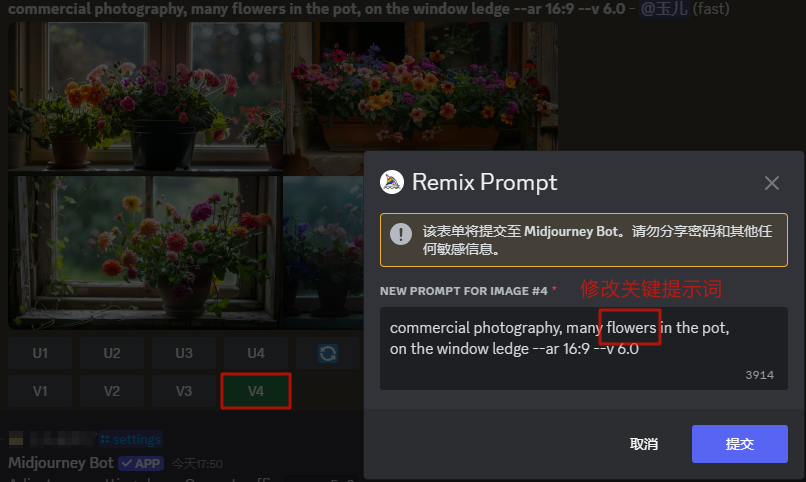 commercial photography, many flowers in the pot, on the window ledge --ar 16:9 --v 6.0 - @玉儿 (fast)
Remix Prompt
该表单将提交至 Midjourney Bot。请勿分享密码和其他任
何敏感信息。
NEW PROMPT FOR IMAGE #4 * 修改关键提示词
commercial photography, many flowers in the pot,
on the window ledge --ar 16:9 --v 6.0
3914
取消 提交
U1 U2 U3 U4
V1 V2 V3 V4
settings
Midjourney Bot APP 今天17:50